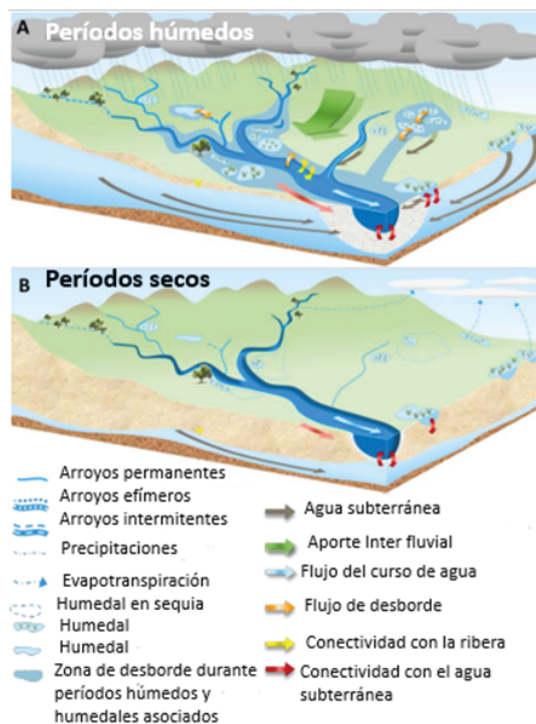 A Períodos húmedos
B Períodos secos
Arroyos permanentes
Arroyos efímeros
Arroyos intermitentes
Precipitaciones
Evapotranspiración
Humedal en sequia
Humedal
Humedal
Zona de desborde durante
períodos húmedos y
humedales asociados
Agua subterránea
Aporte Inter fluvial
Flujo del curso de agua
Flujo de desborde
Conectividad con la ribera
Conectividad con el agua
subterránea